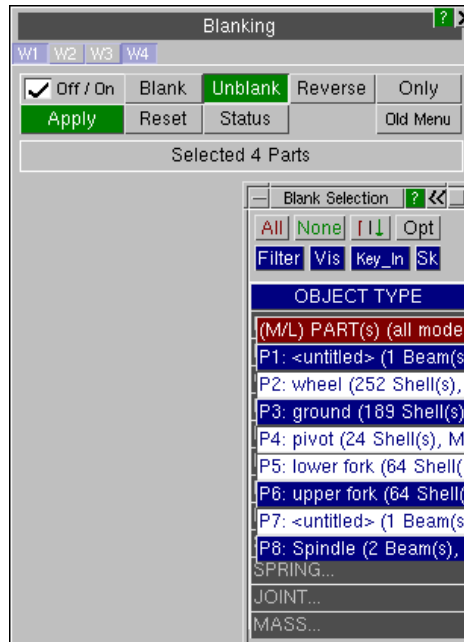 Blanking ?
W1 W2 W3 W4
Off / On Blank Unblank Reverse Only
Apply Reset Status Old Menu
Selected 4 Parts
Blank Selection ?
All None Opt
Filter Vis Key_In Sk
OBJECT TYPE
(M/L) PART(s) (all mode
P1: <untitled> (1 Beam(s
P2: wheel (252 Shell(s),
P3: ground (189 Shell(s)
P4: pivot (24 Shell(s), M
P5: lower fork (64 Shell(
P6: upper fork (64 Shell(
P7: <untitled> (1 Beam(s
P8: Spindle (2 Beam(s),
SPRING...
JOINT...
MASS...